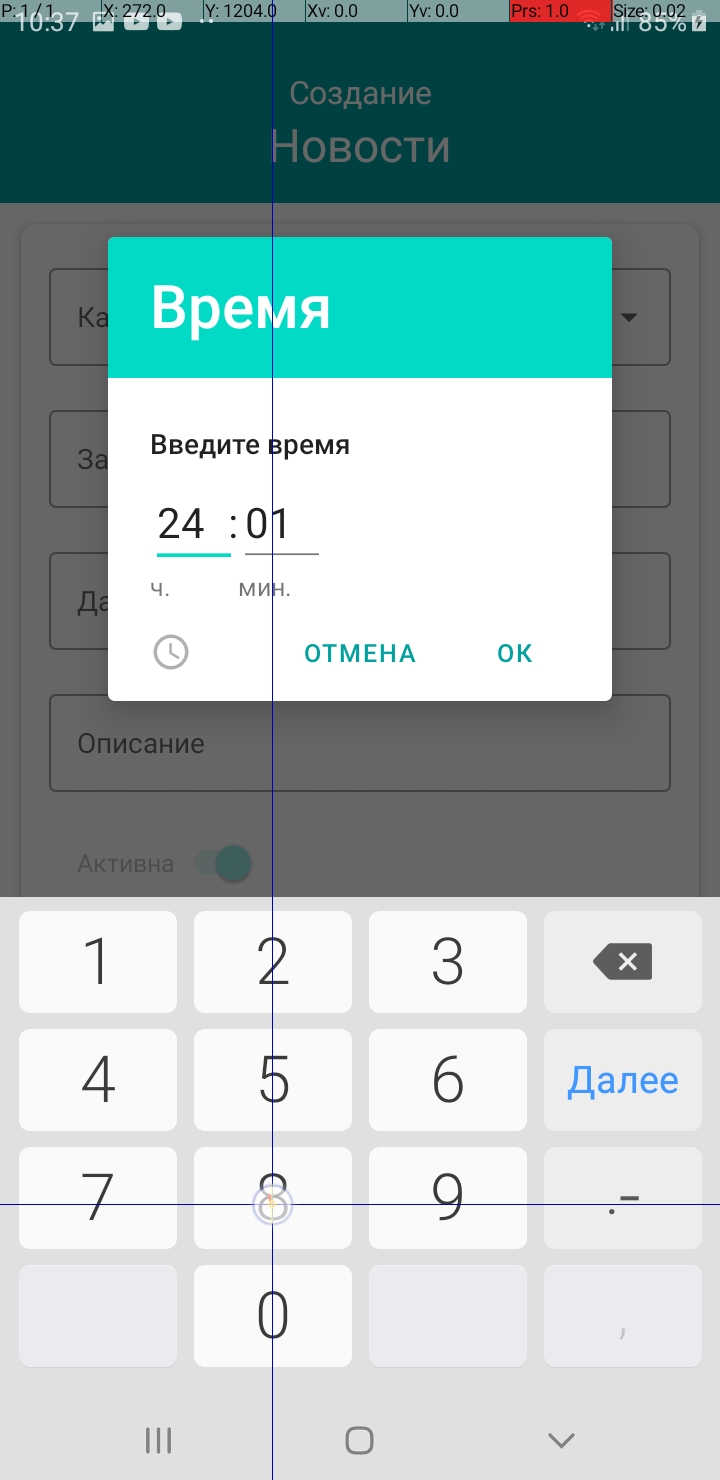 P: 1 / 1 X: 272.0 Y: 1204.0 Xv: 0.0 Yv: 0.0 Prs: 1.0 Size: 0.02
10:37 85%
Создание
Новости
Ка
Время
За
Введите время
24 : 01
Да
ч. мин.
ОТМЕНА ОК
Описание
Активна
1 2 3
4 5 6 Далее
7 8 9 .-
0 ,